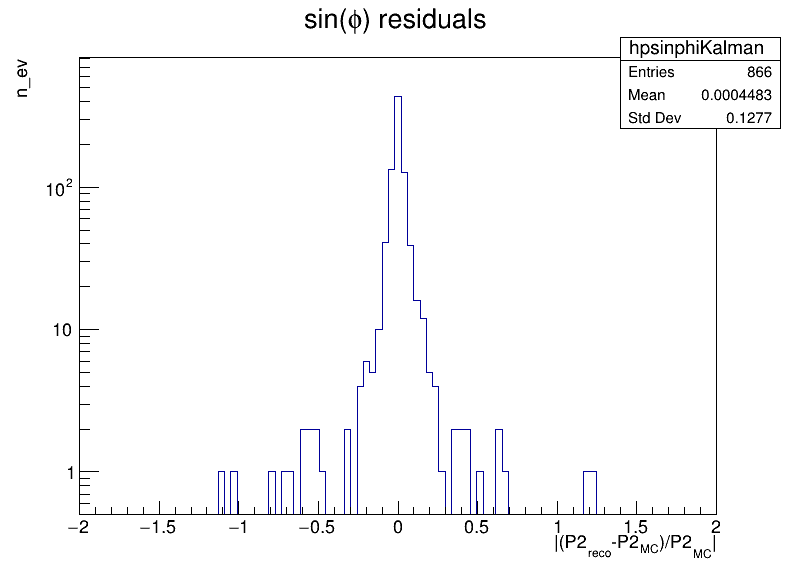 sin(ϕ) residuals
hpsinphiKalman
Entries 866
Mean 0.0004483
Std Dev 0.1277
n_ev
10²
10
1
−2 −1.5 −1 −0.5 0 0.5 1 1.5 2
|(P2reco-P2MC)/P2MC|